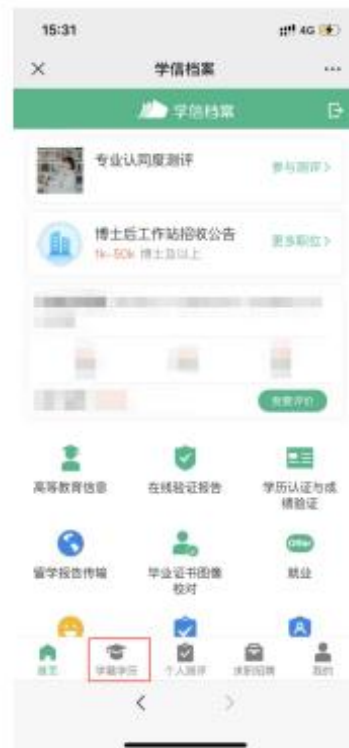 15:31
4G
学信档案
学信档案
专业认同度测评
参与测评>
博士后工作站招收公告
更多职位>
1k-50k 博士及以上
我要评价
高等教育信息
在线验证报告
学历认证与成
绩验证
留学报告传输
毕业证书图像
校对
Offer
就业
首页
学籍学历
个人测评
求职招聘
我的